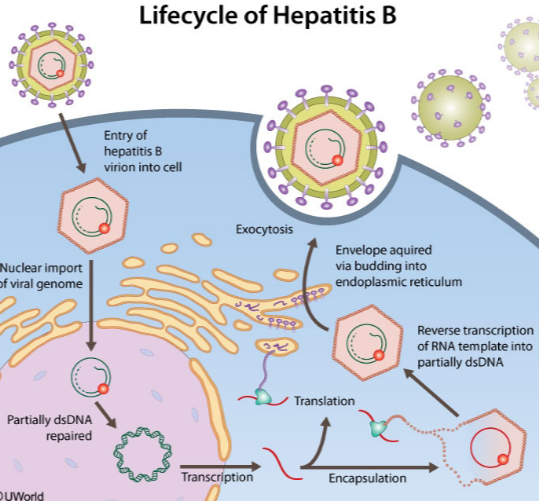 Lifecycle of Hepatitis B
Entry of
hepatitis B
virion into cell
Exocytosis
Nuclear import
of viral genome
Envelope aquired
via budding into
endoplasmic reticulum
Reverse transcription
of RNA template into
partially dsDNA
Partially dsDNA
repaired
Translation
Transcription
Encapsulation
©UWorld